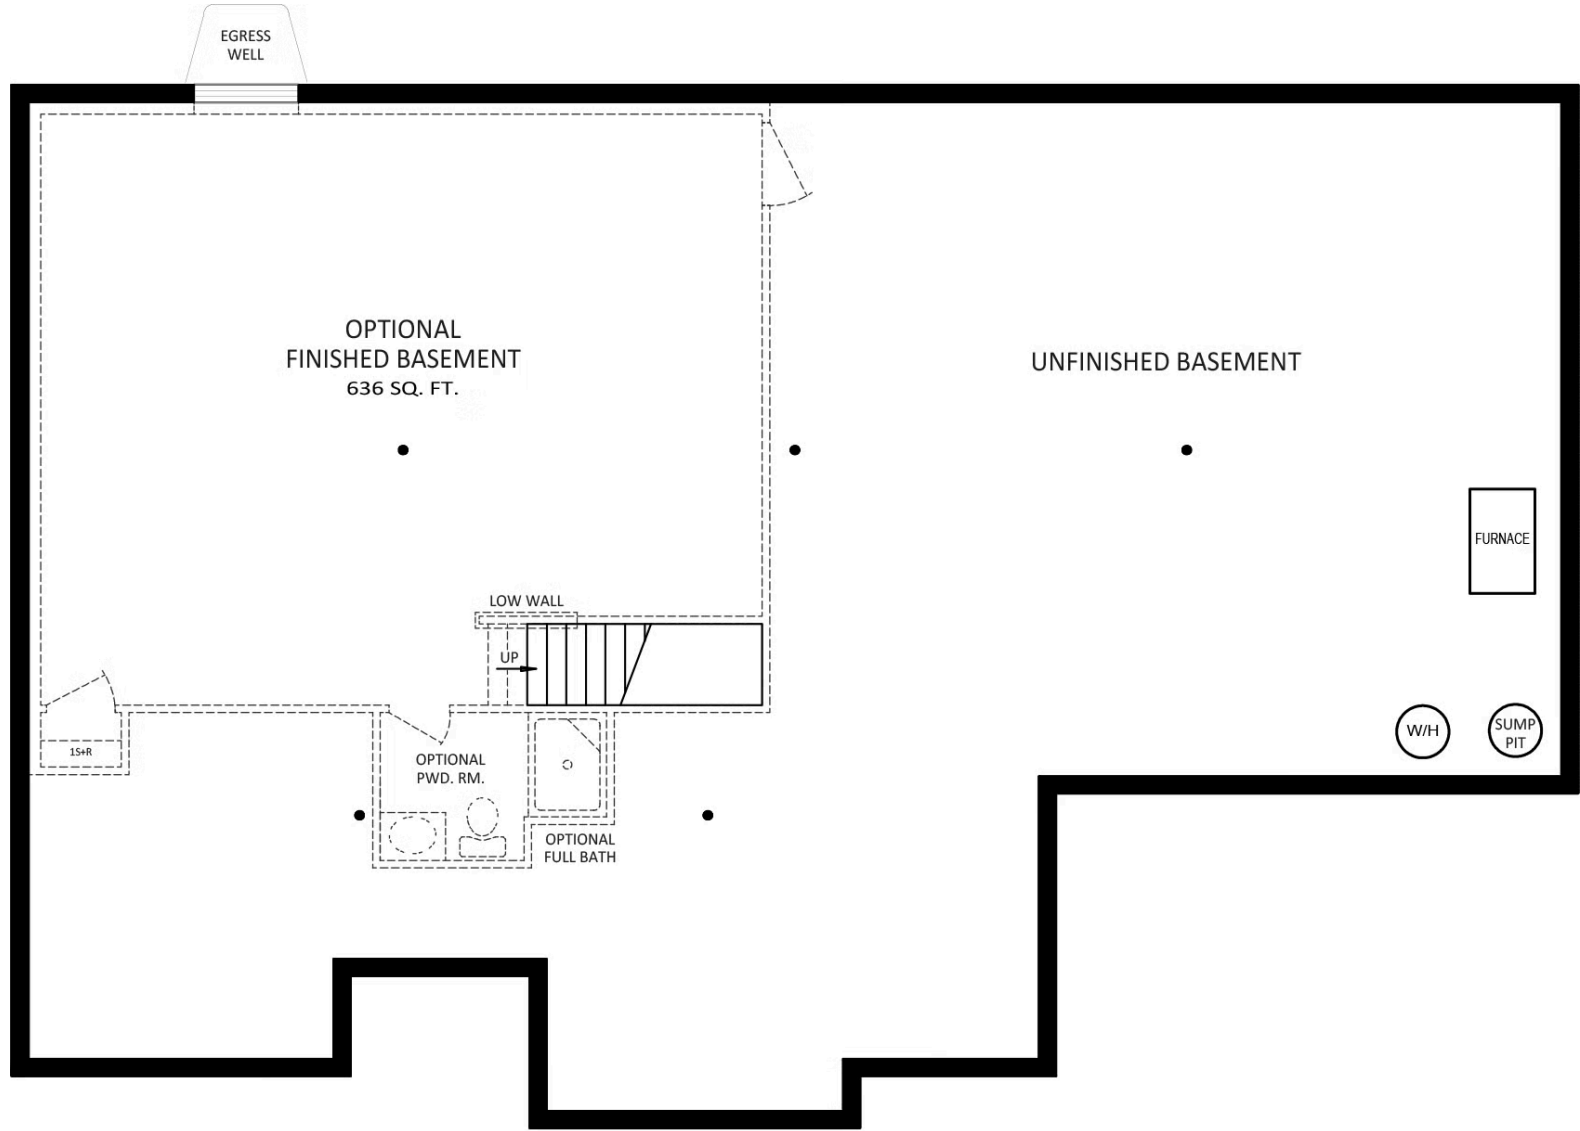 EGRESS
WELL
OPTIONAL
FINISHED BASEMENT
636 SQ. FT.
UNFINISHED BASEMENT
FURNACE
LOW WALL
UP
W/H
SUMP
PIT
1S+R
OPTIONAL
PWD. RM.
OPTIONAL
FULL BATH